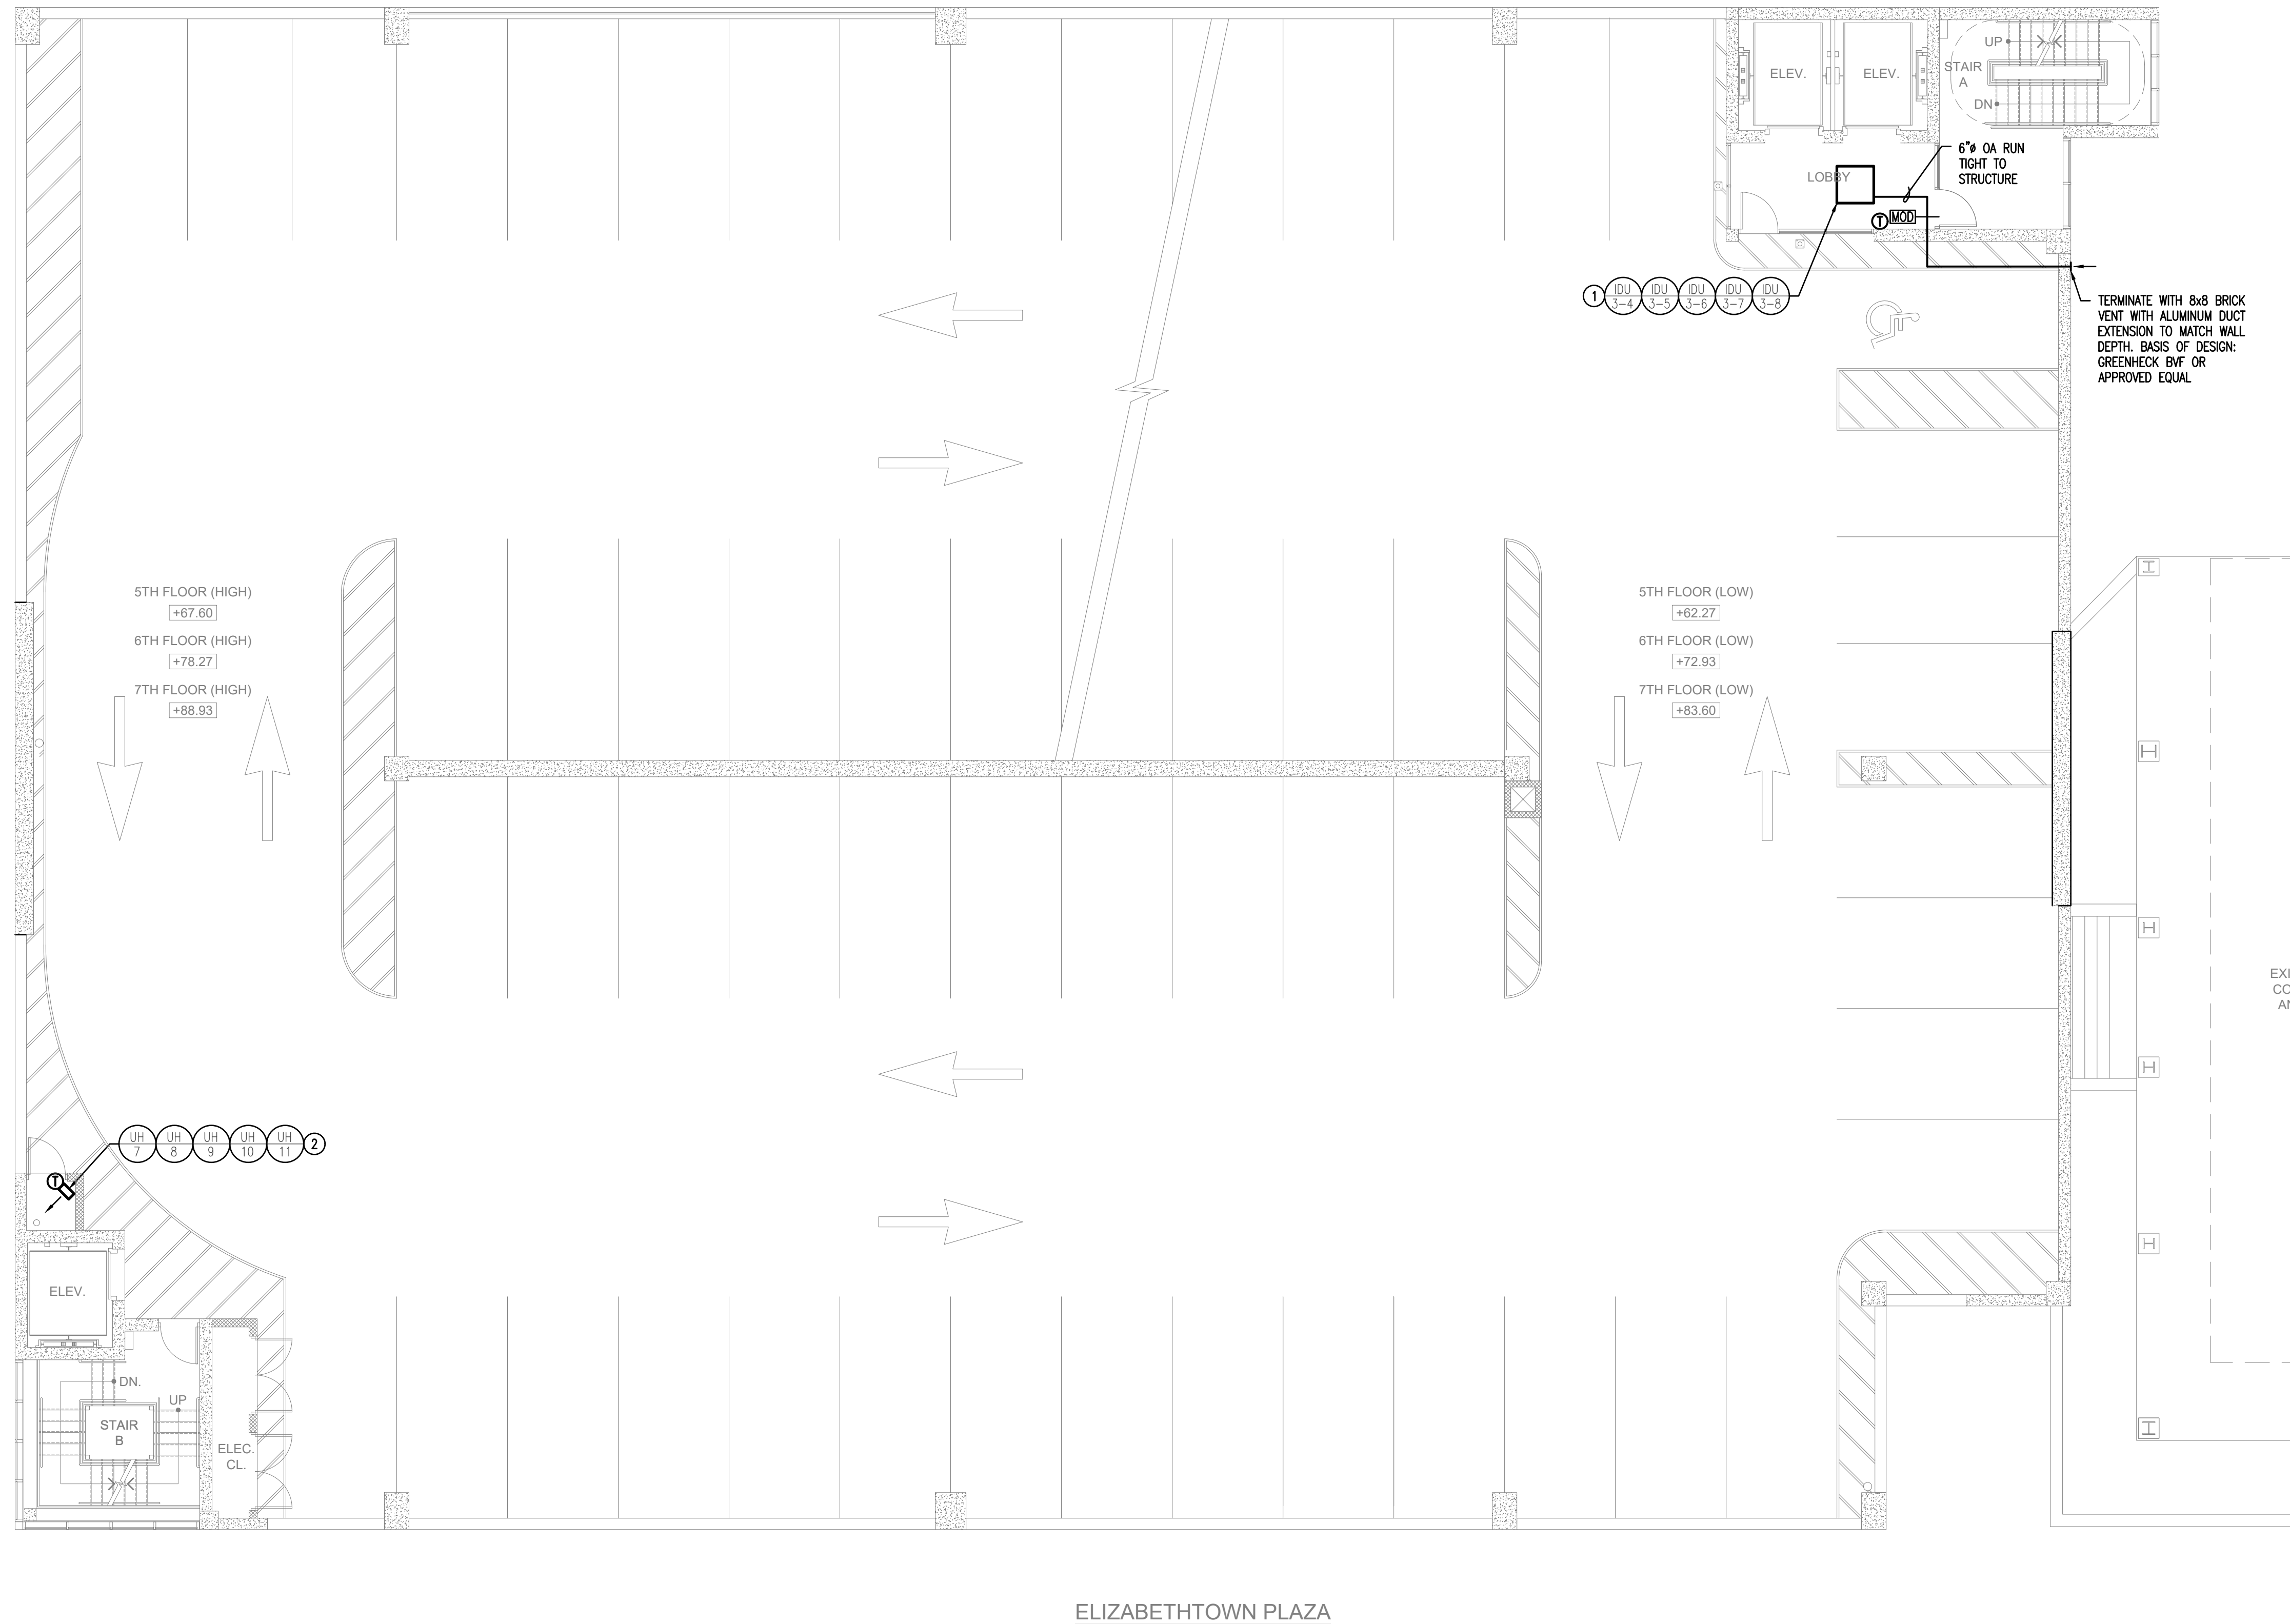 UP
ELEV.
ELEV.
STAIR
A
DN
6"ø OA RUN
TIGHT TO
STRUCTURE
LOBBY
T
MOD
1
IDU
3-4
IDU
3-5
IDU
3-6
IDU
3-7
IDU
3-8
TERMINATE WITH 8x8 BRICK
VENT WITH ALUMINUM DUCT
EXTENSION TO MATCH WALL
DEPTH. BASIS OF DESIGN:
GREENHECK BVF OR
APPROVED EQUAL
5TH FLOOR (HIGH)
+67.60
6TH FLOOR (HIGH)
+78.27
7TH FLOOR (HIGH)
+88.93
5TH FLOOR (LOW)
+62.27
6TH FLOOR (LOW)
+72.93
7TH FLOOR (LOW)
+83.60
UH
7
UH
8
UH
9
UH
10
UH
11
2
T
ELEV.
DN.
UP
STAIR
B
ELEC.
CL.
ELIZABETHTOWN PLAZA